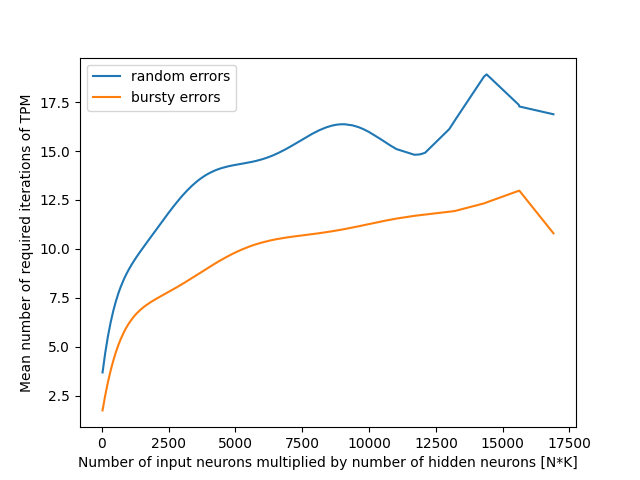 random errors
bursty errors
Mean number of required iterations of TPM
17.5
15.0
12.5
10.0
7.5
5.0
2.5
0 2500 5000 7500 10000 12500 15000 17500
Number of input neurons multiplied by number of hidden neurons [N*K]